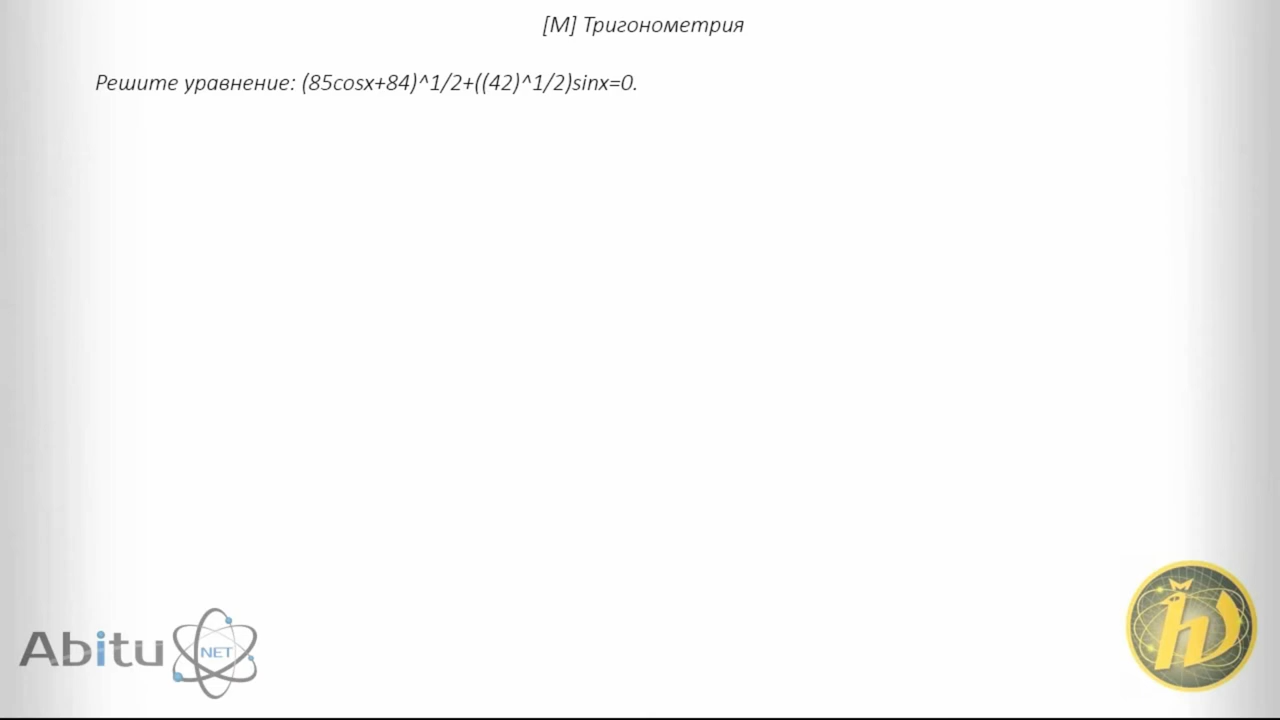 [М] Тригонометрия
Решите уравнение: (85cosx+84)^1/2+((42)^1/2)sinx=0.
Abitu
NET
h